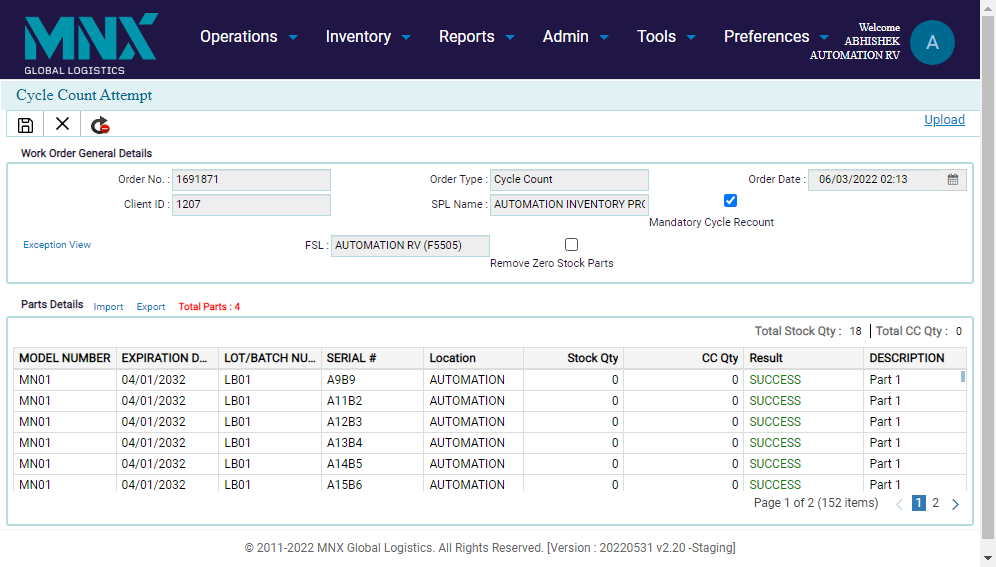 MNX
GLOBAL LOGISTICS
Operations Inventory Reports Admin Tools Preferences
Welcome
ABHISHEK
AUTOMATION RV
A
Cycle Count Attempt
Upload
Work Order General Details
Order No. : 1691871 Order Type : Cycle Count Order Date : 06/03/2022 02:13
Client ID : 1207 SPL Name : AUTOMATION INVENTORY PRO
Mandatory Cycle Recount
Exception View FSL : AUTOMATION RV (F5505)
Remove Zero Stock Parts
Parts Details Import Export Total Parts : 4
Total Stock Qty : 18 Total CC Qty : 0
MODEL NUMBER EXPIRATION D... LOT/BATCH NU... SERIAL # Location Stock Qty CC Qty Result DESCRIPTION
MN01 04/01/2032 LB01 A9B9 AUTOMATION 0 0 SUCCESS Part 1
MN01 04/01/2032 LB01 A11B2 AUTOMATION 0 0 SUCCESS Part 1
MN01 04/01/2032 LB01 A12B3 AUTOMATION 0 0 SUCCESS Part 1
MN01 04/01/2032 LB01 A13B4 AUTOMATION 0 0 SUCCESS Part 1
MN01 04/01/2032 LB01 A14B5 AUTOMATION 0 0 SUCCESS Part 1
MN01 04/01/2032 LB01 A15B6 AUTOMATION 0 0 SUCCESS Part 1
Page 1 of 2 (152 items) 1 2
© 2011-2022 MNX Global Logistics. All Rights Reserved. [Version : 20220531 v2.20 -Staging]